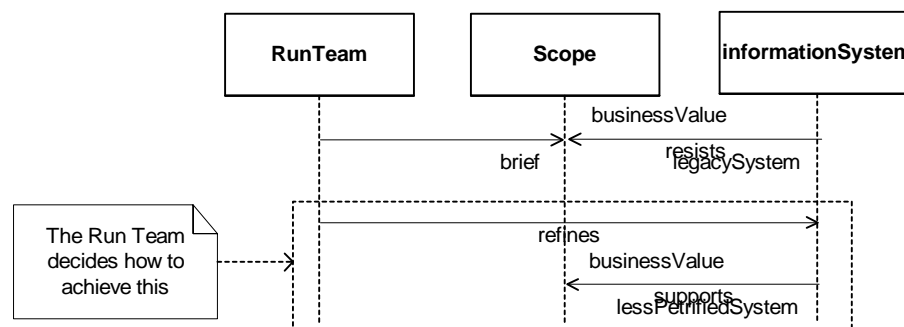 RunTeam
Scope
informationSystem
businessValue
resists
brief
legacySystem
The Run Team
decides how to
achieve this
refines
businessValue
supports
lessPetrifiedSystem